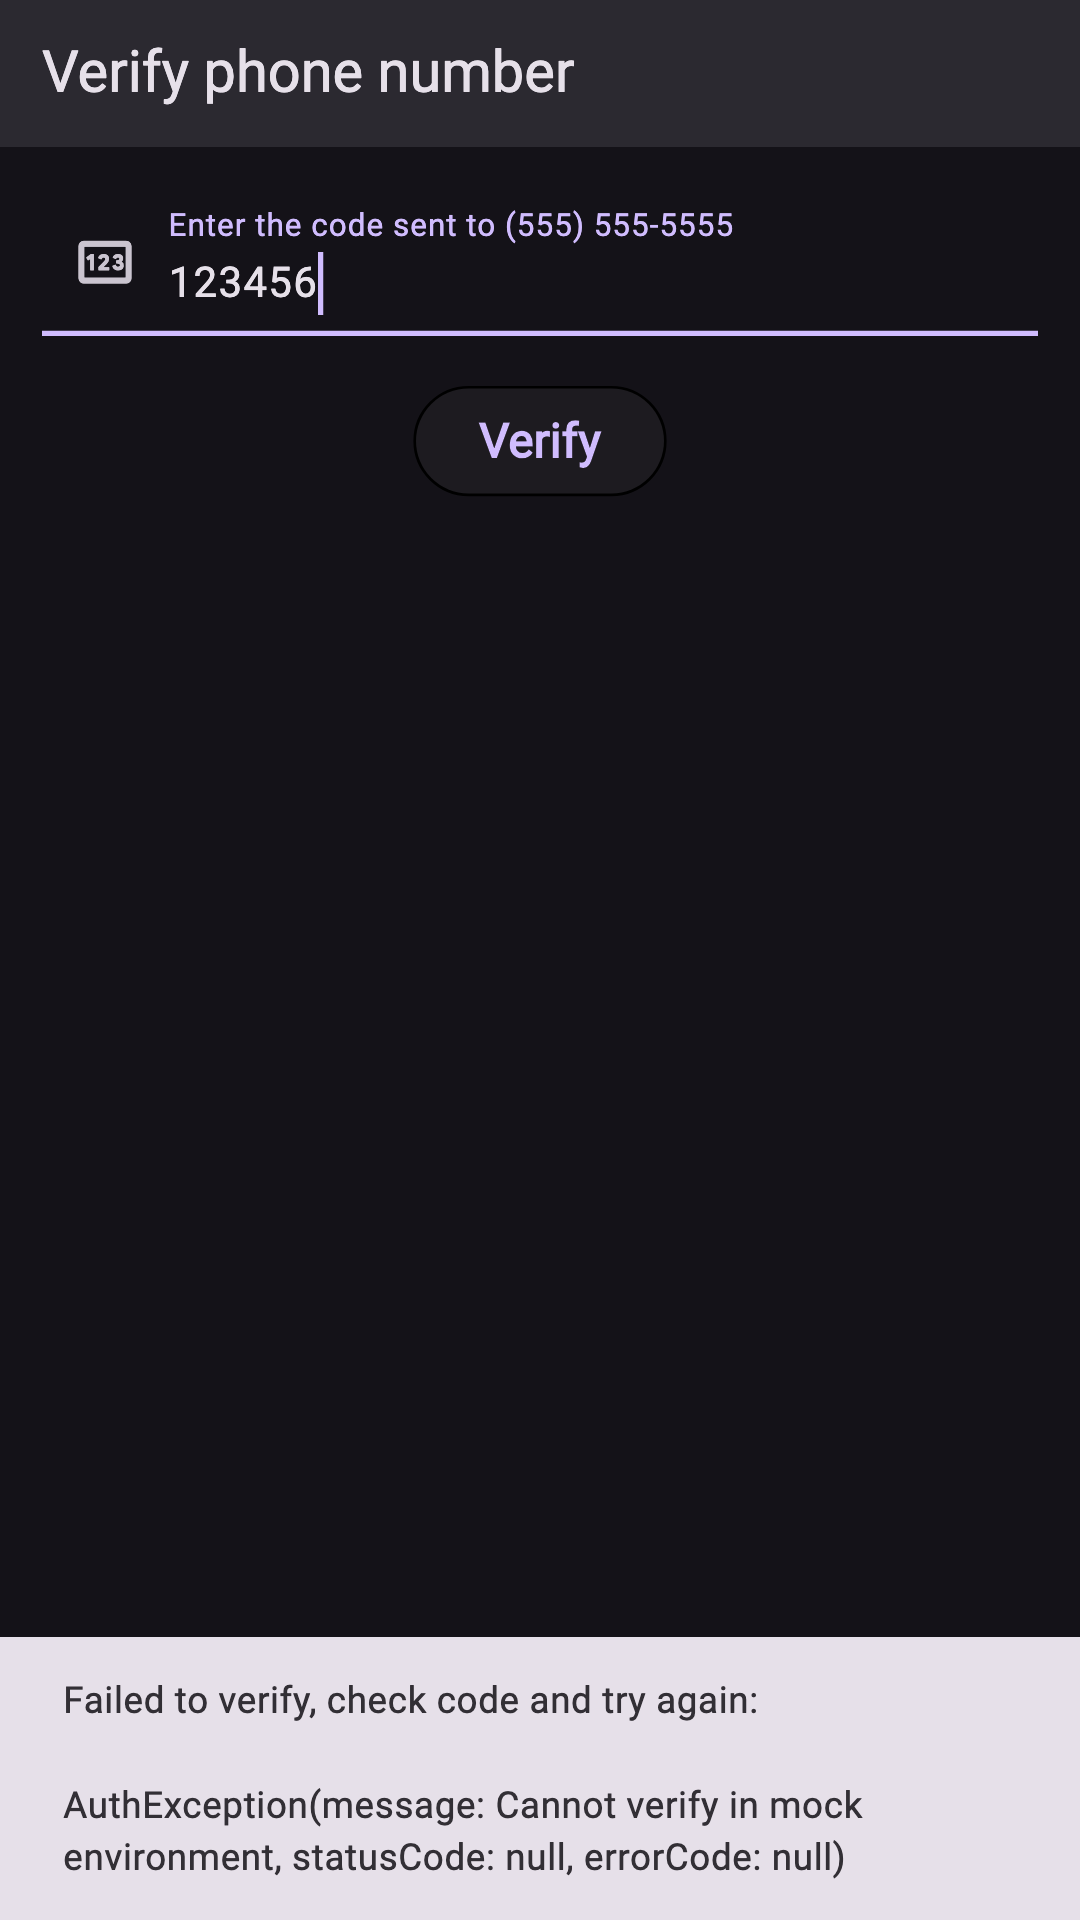 Verify phone number
Enter the code sent to (555) 555-5555
123
123456
Verify
Failed to verify, check code and try again:
AuthException(message: Cannot verify in mock
environment, statusCode: null, errorCode: null)